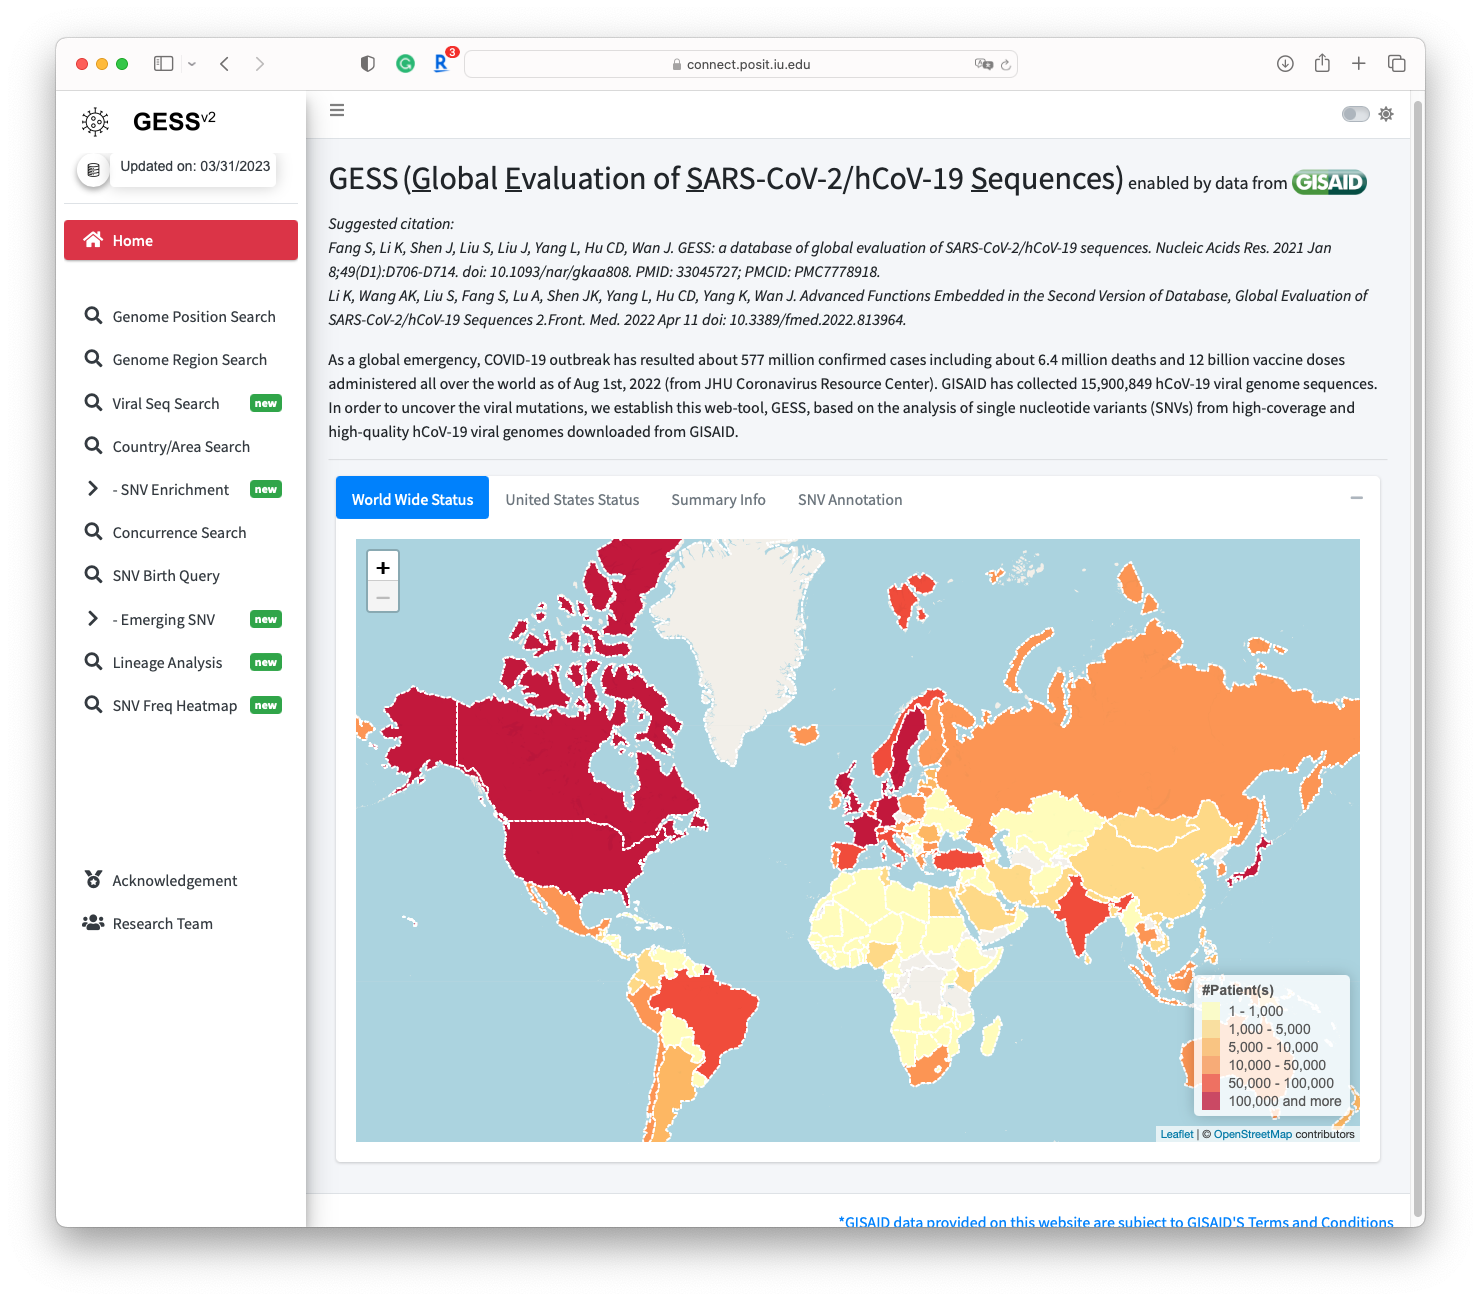 3
connect.posit.iu.edu
GESSv2
Updated on: 03/31/2023
Home
Genome Position Search
Genome Region Search
Viral Seq Search new
Country/Area Search
- SNV Enrichment new
Concurrence Search
SNV Birth Query
- Emerging SNV new
Lineage Analysis new
SNV Freq Heatmap new
Acknowledgement
Research Team
GESS (Global Evaluation of SARS-CoV-2/hCoV-19 Sequences) enabled by data from GISAID
Suggested citation:
Fang S, Li K, Shen J, Liu S, Liu J, Yang L, Hu CD, Wan J. GESS: a database of global evaluation of SARS-CoV-2/hCoV-19 sequences. Nucleic Acids Res. 2021 Jan
8;49(D1):D706-D714. doi: 10.1093/nar/gkaa808. PMID: 33045727; PMCID: PMC7778918.
Li K, Wang AK, Liu S, Fang S, Lu A, Shen JK, Yang L, Hu CD, Yang K, Wan J. Advanced Functions Embedded in the Second Version of Database, Global Evaluation of
SARS-CoV-2/hCoV-19 Sequences 2.Front. Med. 2022 Apr 11 doi: 10.3389/fmed.2022.813964.
As a global emergency, COVID-19 outbreak has resulted about 577 million confirmed cases including about 6.4 million deaths and 12 billion vaccine doses
administered all over the world as of Aug 1st, 2022 (from JHU Coronavirus Resource Center). GISAID has collected 15,900,849 hCoV-19 viral genome sequences.
In order to uncover the viral mutations, we establish this web-tool, GESS, based on the analysis of single nucleotide variants (SNVs) from high-coverage and
high-quality hCoV-19 viral genomes downloaded from GISAID.
World Wide Status United States Status Summary Info SNV Annotation
+
−
#Patient(s)
1 - 1,000
1,000 - 5,000
5,000 - 10,000
10,000 - 50,000
50,000 - 100,000
100,000 and more
Leaflet | © OpenStreetMap contributors
*GISAID data provided on this website are subject to GISAID'S Terms and Conditions